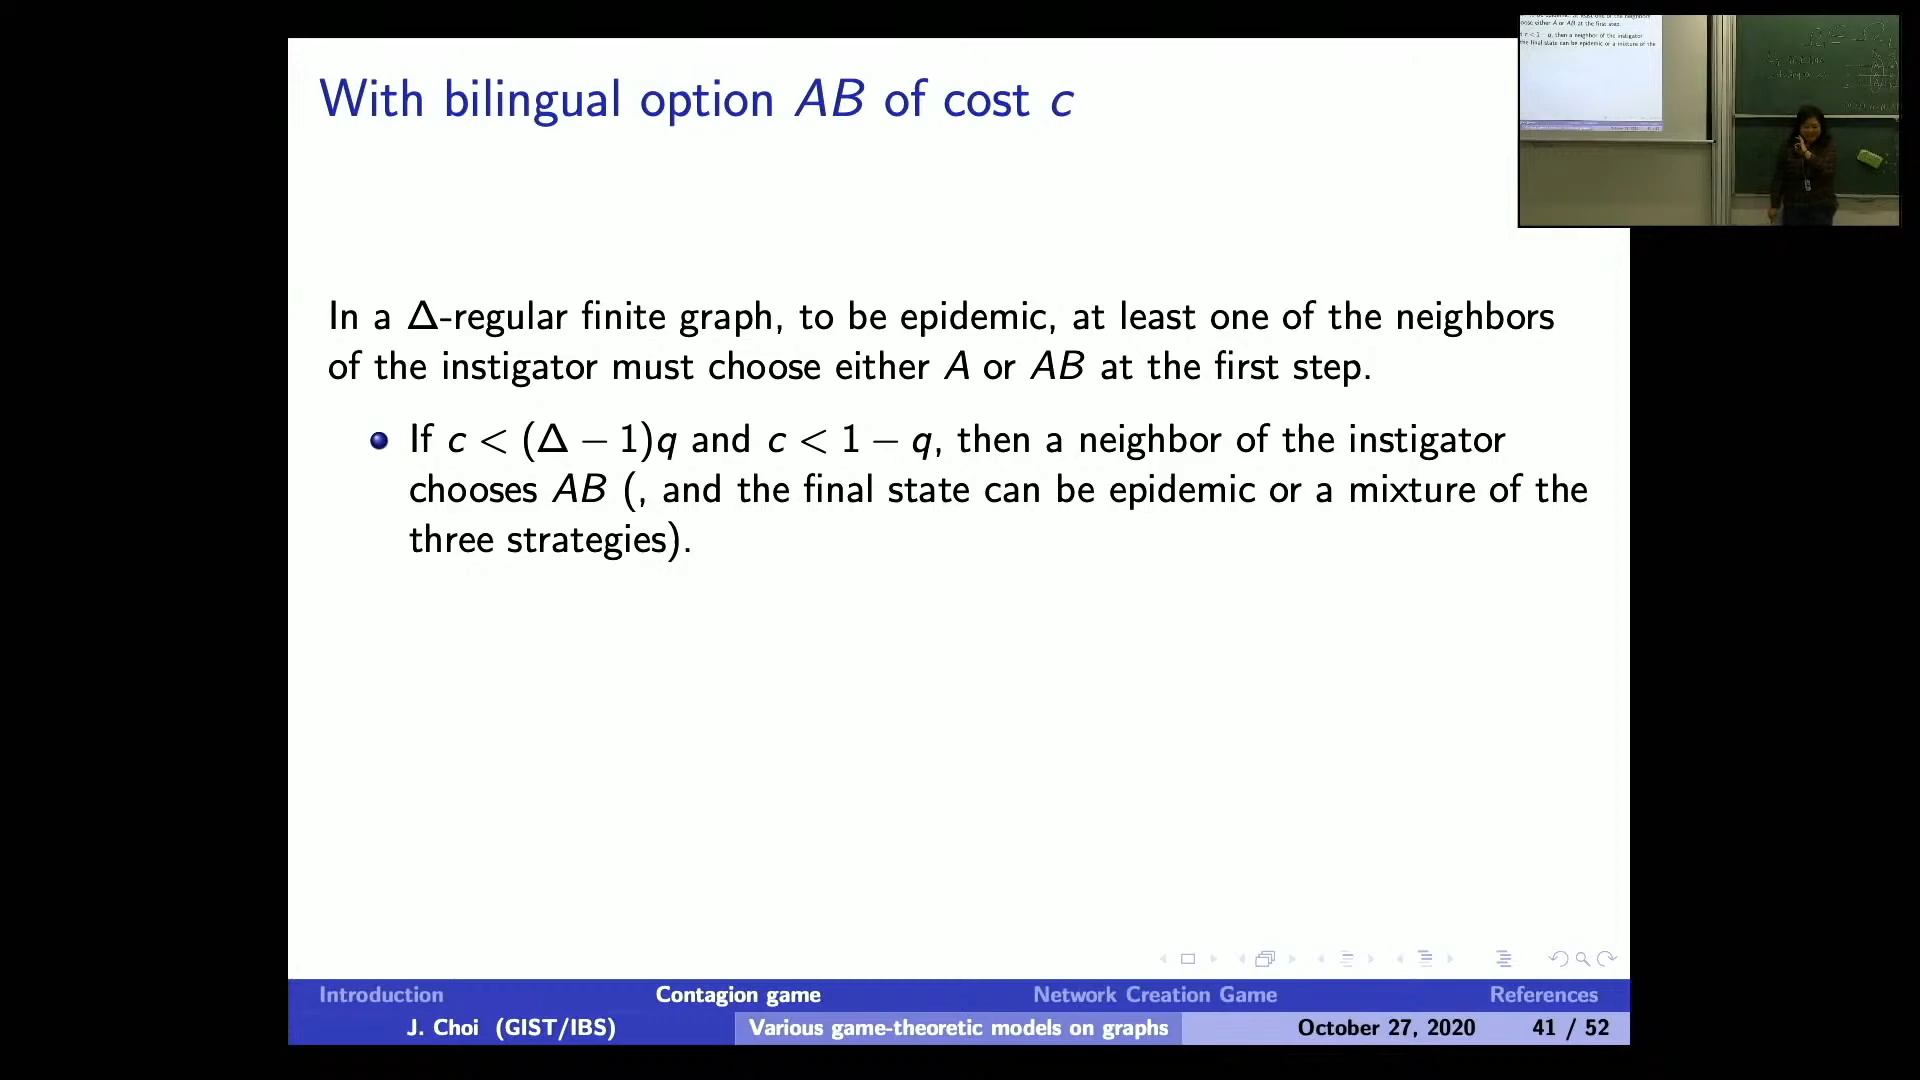 With bilingual option AB of cost c
In a Δ-regular finite graph, to be epidemic, at least one of the neighbors
of the instigator must choose either A or AB at the first step.
If c < (Δ − 1)q and c < 1 − q, then a neighbor of the instigator
chooses AB (, and the final state can be epidemic or a mixture of the
three strategies).
Introduction Contagion game Network Creation Game References
J. Choi (GIST/IBS) Various game-theoretic models on graphs October 27, 2020 41 / 52